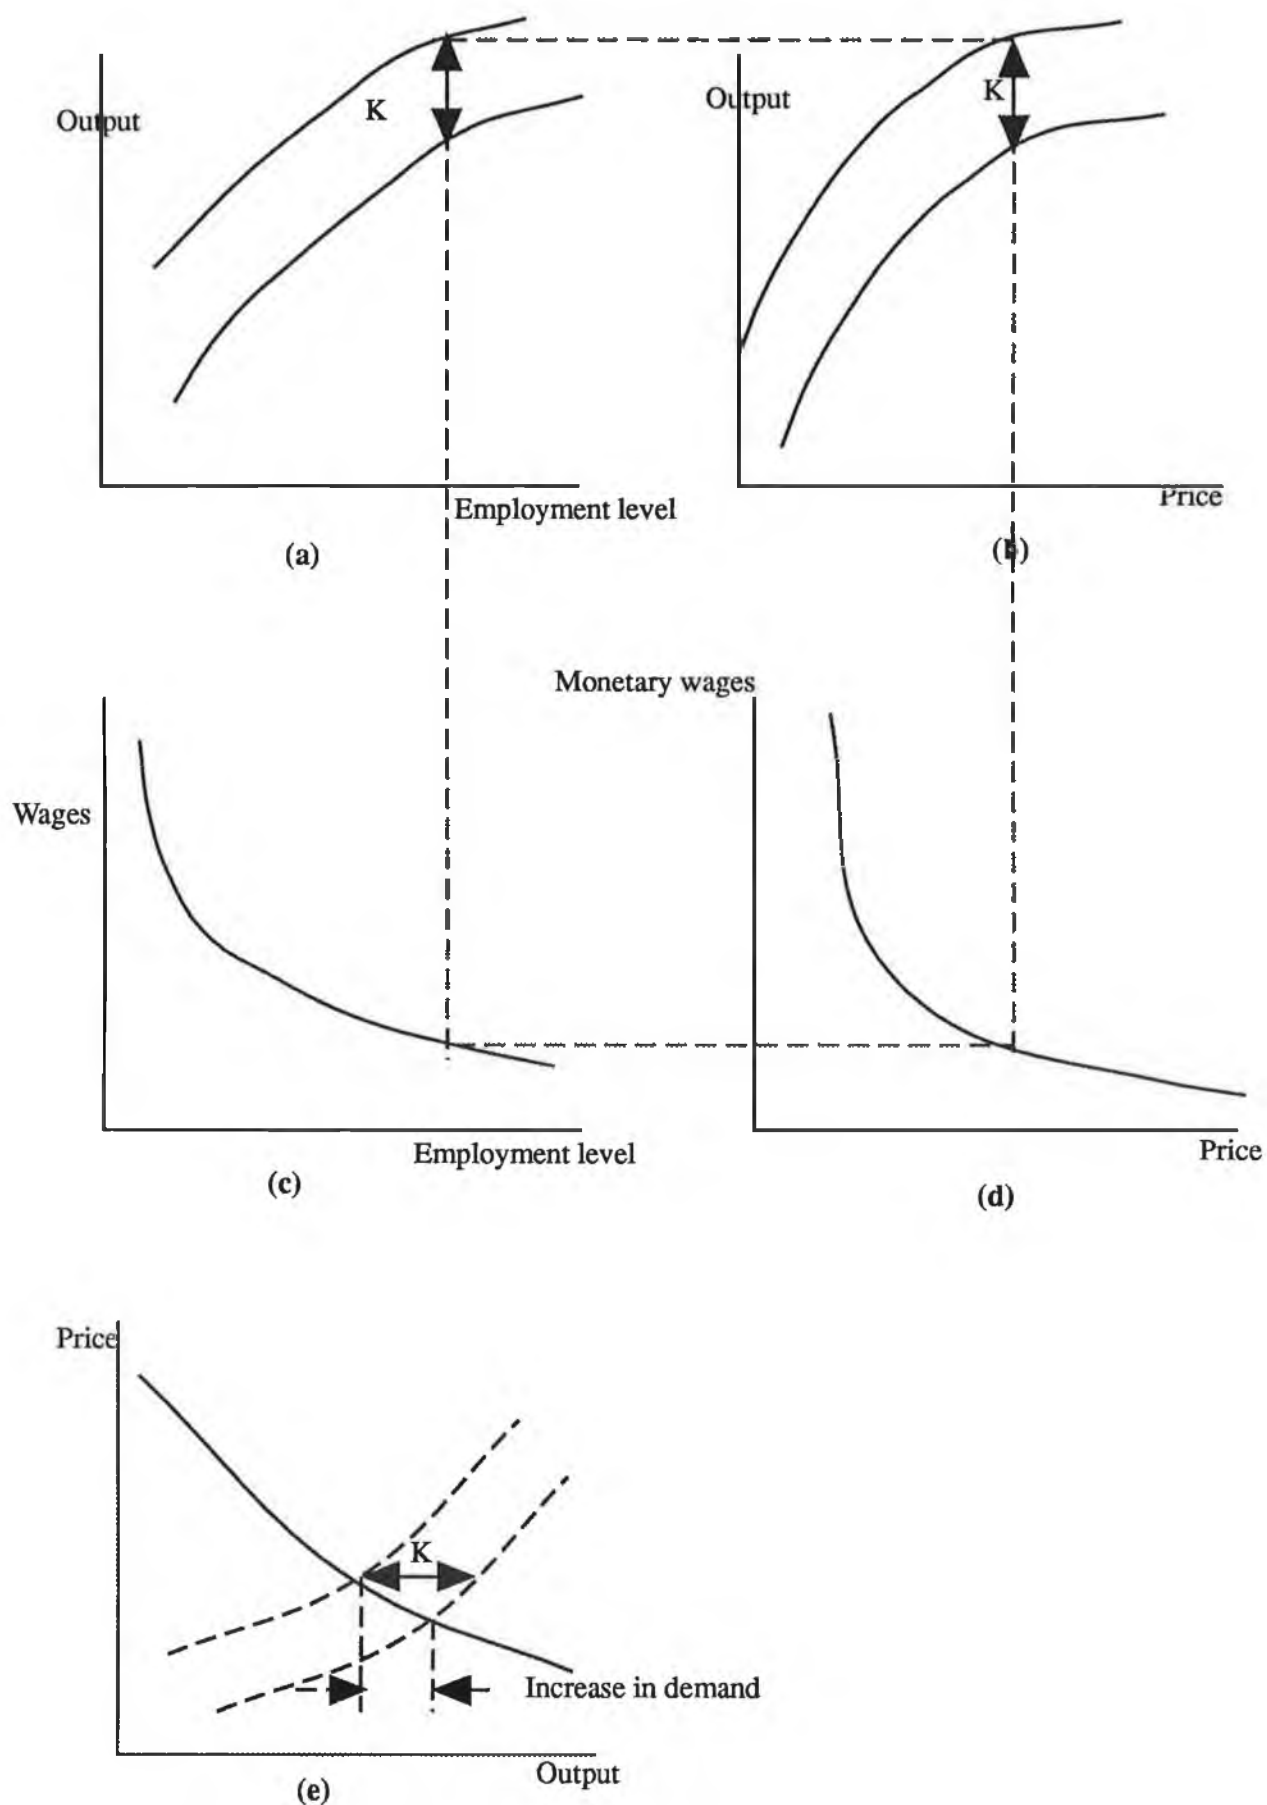 Output
K
Employment level
(a)
Output
K
Price
(b)
Wages
Employment level
(c)
Monetary wages
Price
(d)
Price
K
Increase in demand
Output
(e)